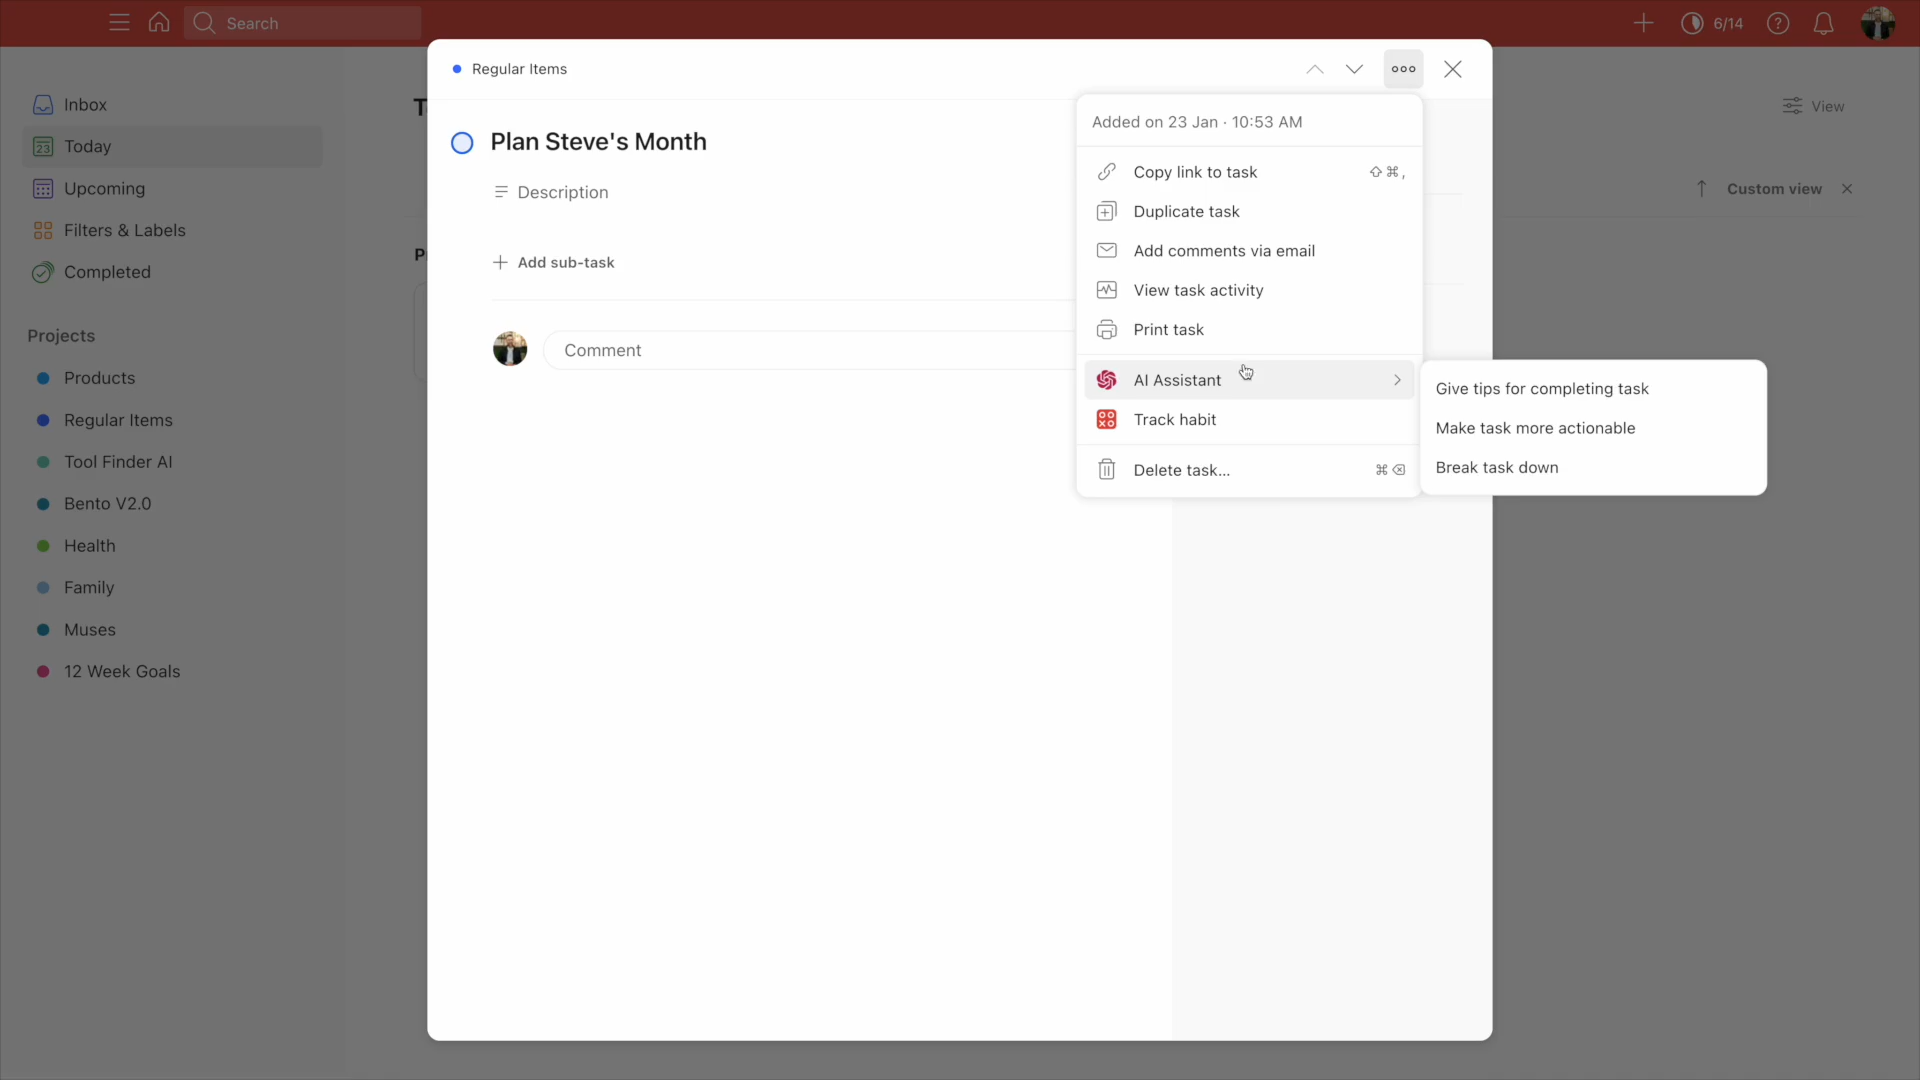 Search
6/14
Regular Items
Inbox
23
Today
Upcoming
Filters & Labels
Completed
Projects
Products
Regular Items
Tool Finder AI
Bento V2.0
Health
Family
Muses
12 Week Goals
View
Custom view
Plan Steve's Month
Description
Add sub-task
Comment
Added on 23 Jan · 10:53 AM
Copy link to task ⇧⌘,
Duplicate task
Add comments via email
View task activity
Print task
AI Assistant
Track habit
Delete task... ⌘⌫
Give tips for completing task
Make task more actionable
Break task down